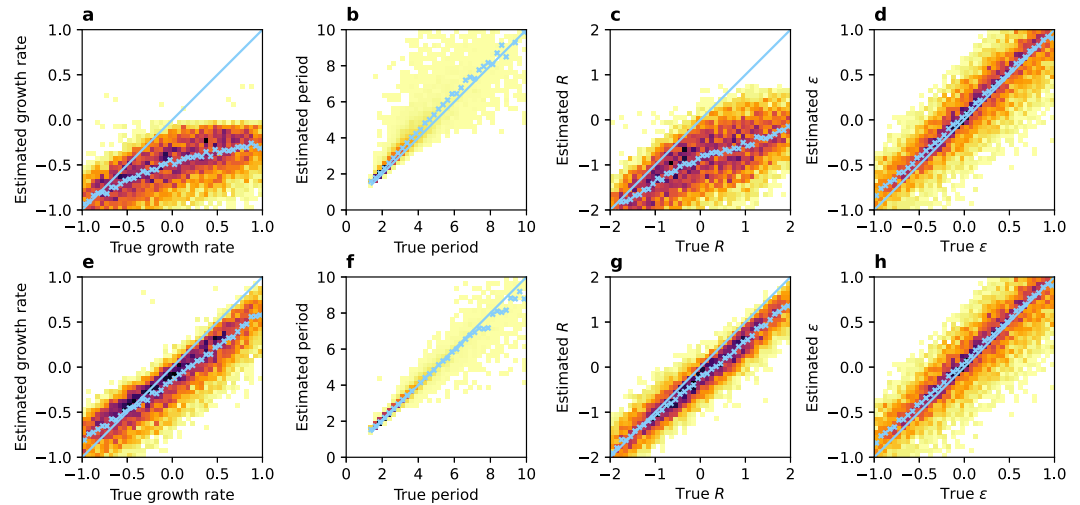 a
b
c
d
Estimated growth rate
1.0
0.5
0.0
−0.5
−1.0
−1.0 −0.5 0.0 0.5 1.0
True growth rate
Estimated period
10
8
6
4
2
0
0 2 4 6 8 10
True period
Estimated R
2
1
0
−1
−2
−2 −1 0 1 2
True R
Estimated ε
1.0
0.5
0.0
−0.5
−1.0
−1.0 −0.5 0.0 0.5 1.0
True ε
e
f
g
h
Estimated growth rate
1.0
0.5
0.0
−0.5
−1.0
−1.0 −0.5 0.0 0.5 1.0
True growth rate
Estimated period
10
8
6
4
2
0
0 2 4 6 8 10
True period
Estimated R
2
1
0
−1
−2
−2 −1 0 1 2
True R
Estimated ε
1.0
0.5
0.0
−0.5
−1.0
−1.0 −0.5 0.0 0.5 1.0
True ε